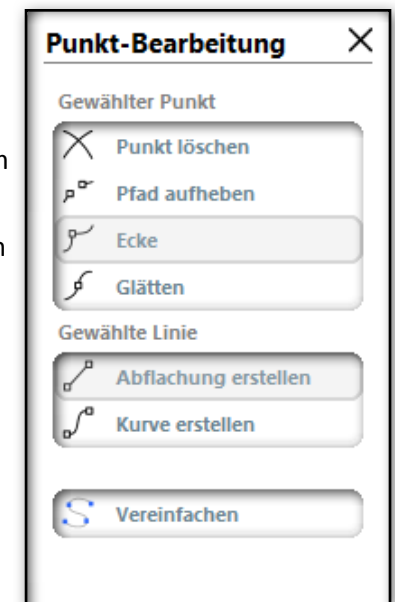 Punkt-Bearbeitung
Gewählter Punkt
Punkt löschen
Pfad aufheben
Ecke
Glätten
Gewählte Linie
Abflachung erstellen
Kurve erstellen
Vereinfachen